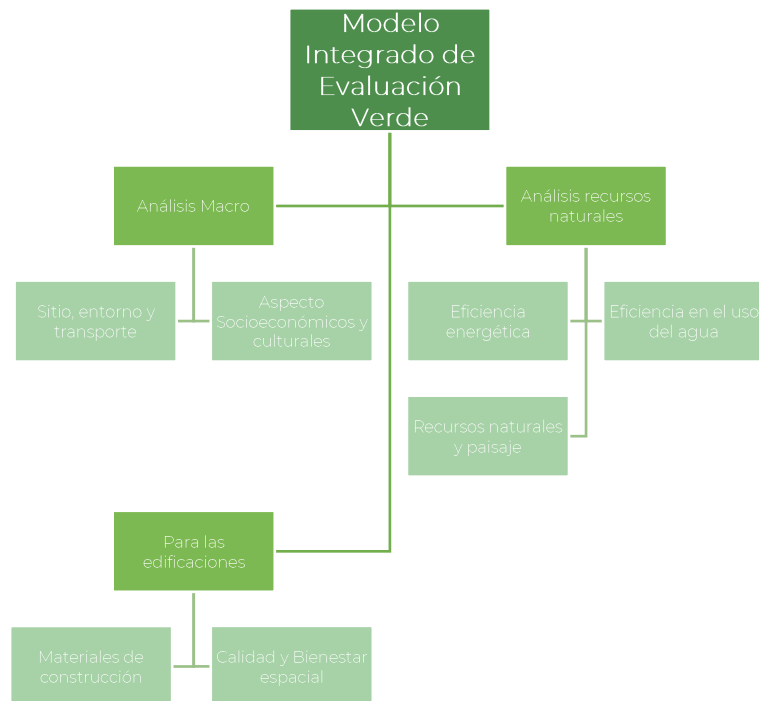 Modelo
Integrado de
Evaluación
Verde
Análisis Macro
Análisis recursos
naturales
Sitio, entorno y
transporte
Aspecto
Socioeconómicos y
culturales
Eficiencia
energética
Eficiencia en el uso
del agua
Recursos naturales
y paisaje
Para las
edificaciones
Materiales de
construcción
Calidad y Bienestar
espacial